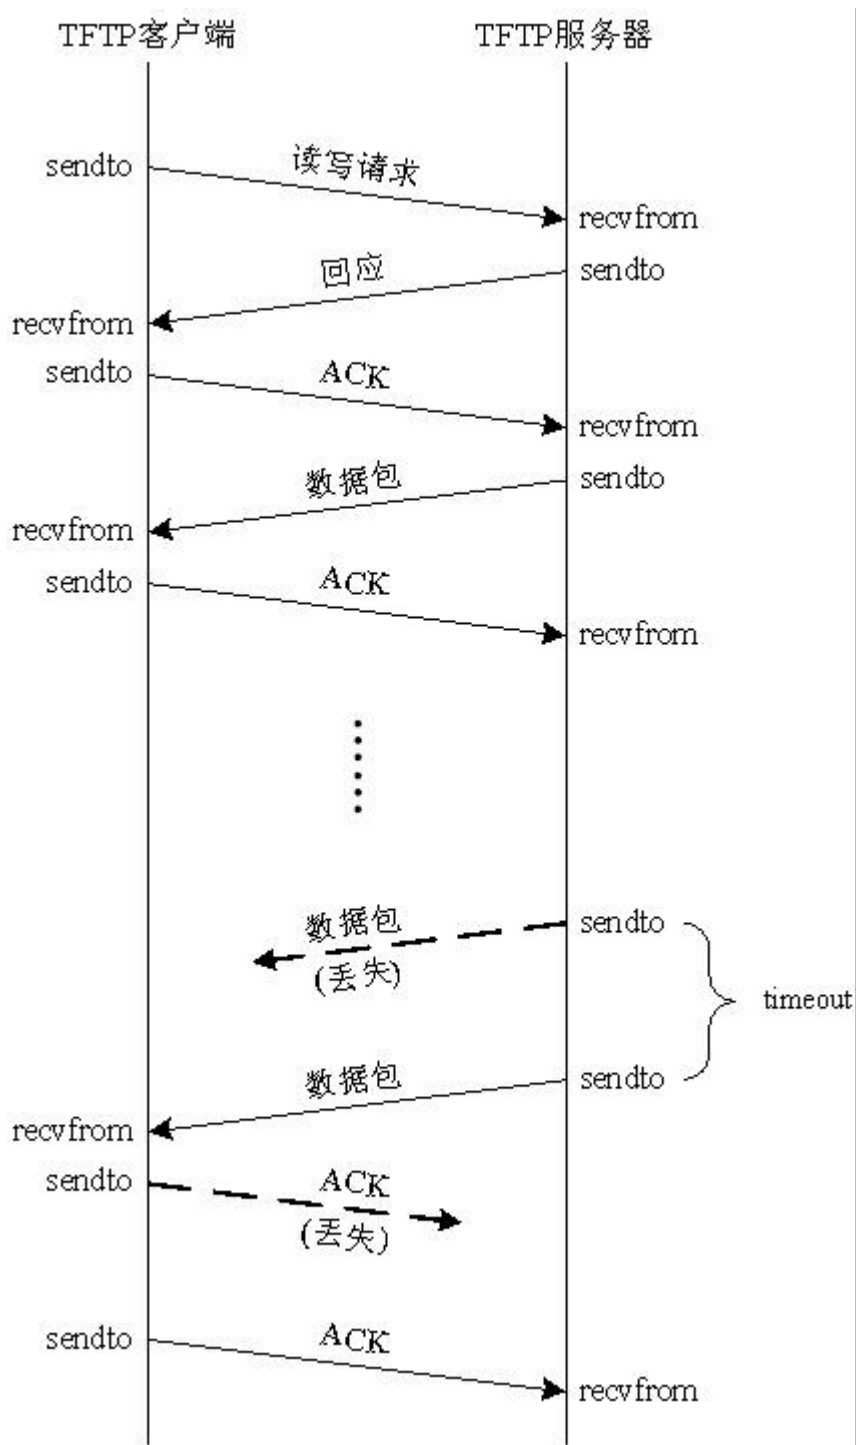 TFTP客户端 TFTP服务器
sendto 读写请求
recvfrom
回应 sendto
recvfrom
sendto ACK
recvfrom
数据包 sendto
recvfrom
sendto ACK
recvfrom
数据包 sendto
(丢失)
timeout
数据包 sendto
recvfrom
sendto ACK
(丢失)
sendto ACK
recvfrom